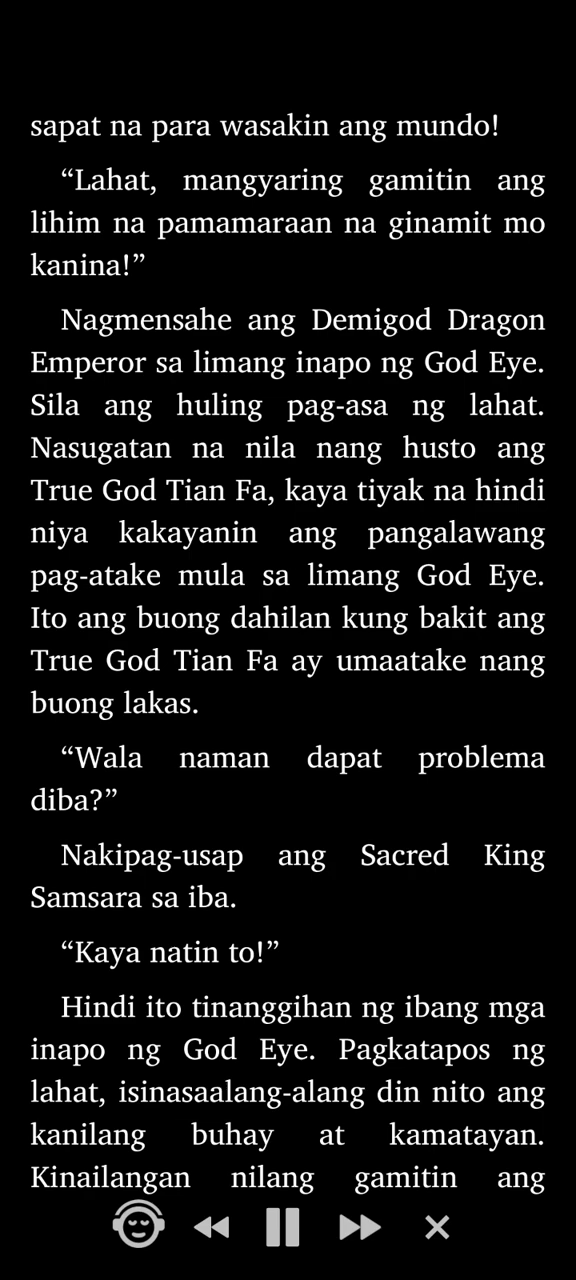 sapat na para wasakin ang mundo!
“Lahat, mangyaring gamitin ang
lihim na pamamaraan na ginamit mo
kanina!”
Nagmensahe ang Demigod Dragon
Emperor sa limang inapo ng God Eye.
Sila ang huling pag-asa ng lahat.
Nasugatan na nila nang husto ang
True God Tian Fa, kaya tiyak na hindi
niya kakayanin ang pangalawang
pag-atake mula sa limang God Eye.
Ito ang buong dahilan kung bakit ang
True God Tian Fa ay umaatake nang
buong lakas.
“Wala naman dapat problema
diba?”
Nakipag-usap ang Sacred King
Samsara sa iba.
“Kaya natin to!”
Hindi ito tinanggihan ng ibang mga
inapo ng God Eye. Pagkatapos ng
lahat, isinasaalang-alang din nito ang
kanilang buhay at kamatayan.
Kinailangan nilang gamitin ang